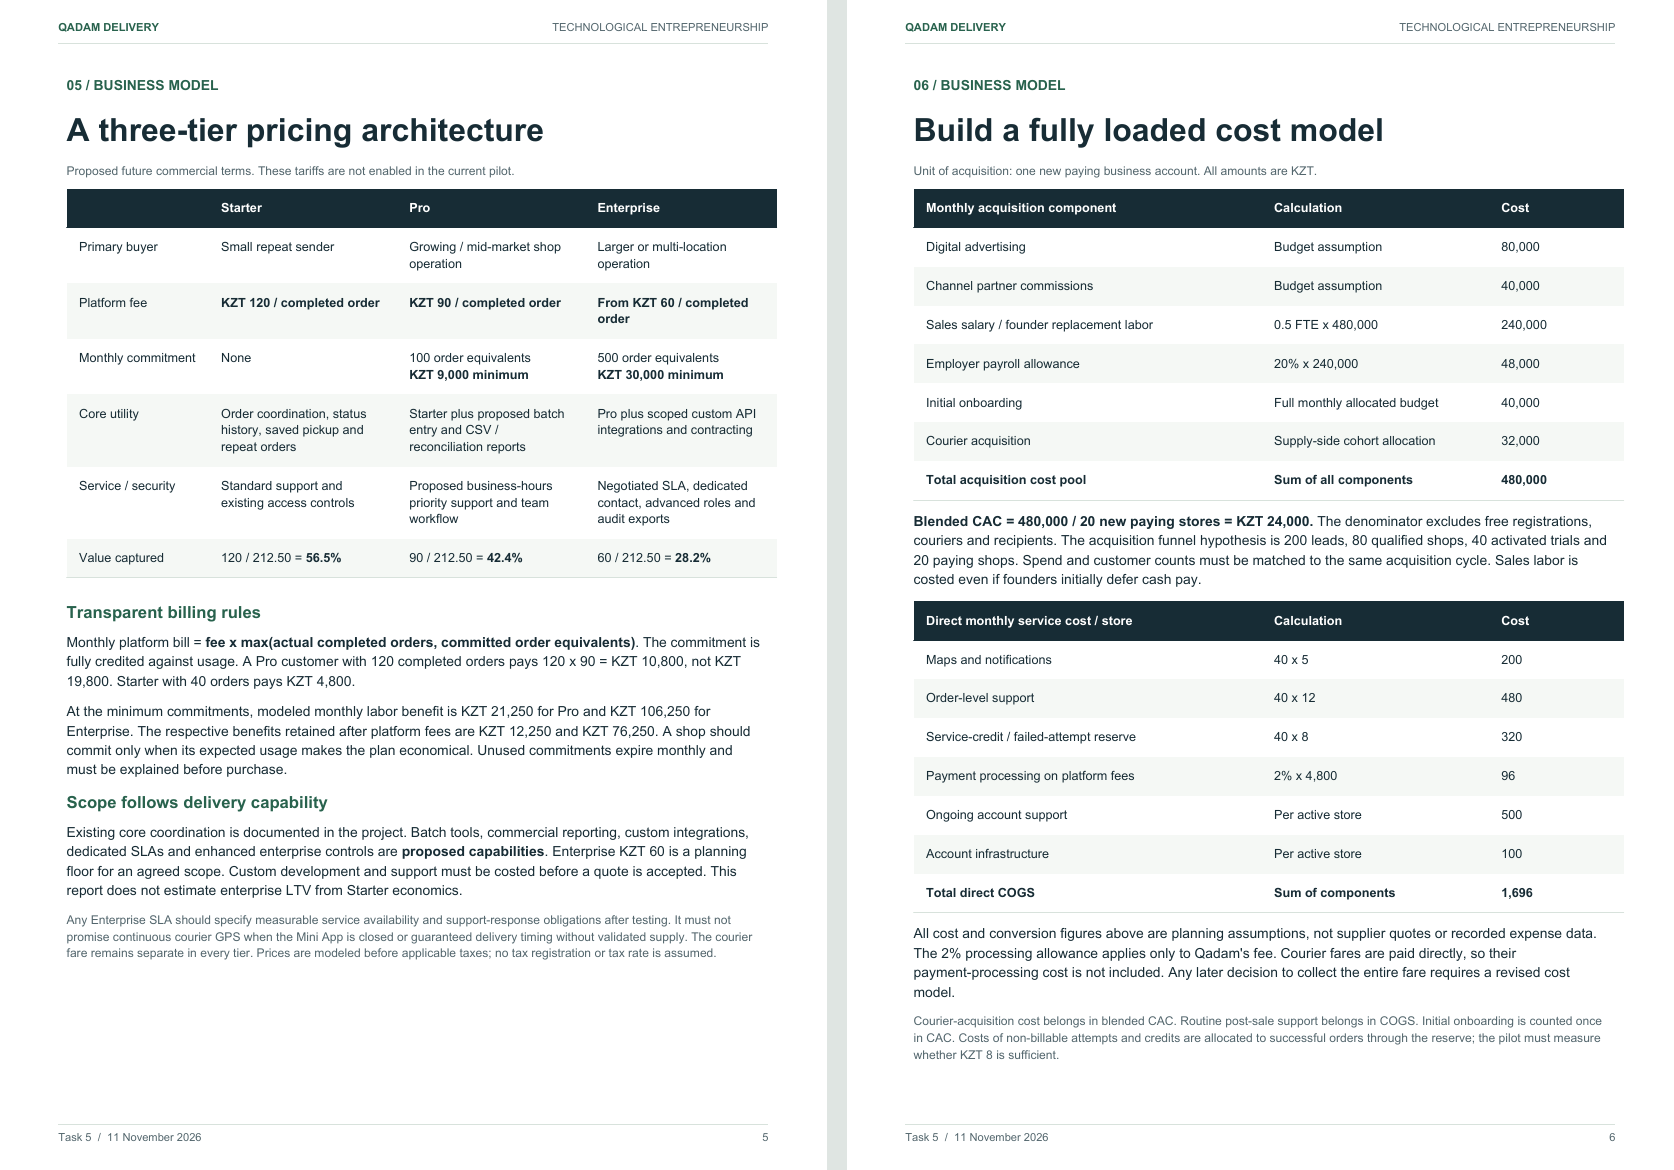 QADAM DELIVERY
TECHNOLOGICAL ENTREPRENEURSHIP
05 / BUSINESS MODEL
A three-tier pricing architecture
Proposed future commercial terms. These tariffs are not enabled in the current pilot.
Starter Pro Enterprise
Primary buyer
Small repeat sender
Growing / mid-market shop
operation
Larger or multi-location
operation
Platform fee
KZT 120 / completed order
KZT 90 / completed order
From KZT 60 / completed
order
Monthly commitment
None
100 order equivalents
KZT 9,000 minimum
500 order equivalents
KZT 30,000 minimum
Core utility
Order coordination, status
history, saved pickup and
repeat orders
Starter plus proposed batch
entry and CSV /
reconciliation reports
Pro plus scoped custom API
integrations and contracting
Service / security
Standard support and
existing access controls
Proposed business-hours
priority support and team
workflow
Negotiated SLA, dedicated
contact, advanced roles and
audit exports
Value captured
120 / 212.50 = 56.5%
90 / 212.50 = 42.4%
60 / 212.50 = 28.2%
Transparent billing rules
Monthly platform bill = fee x max(actual completed orders, committed order equivalents). The commitment is
fully credited against usage. A Pro customer with 120 completed orders pays 120 x 90 = KZT 10,800, not KZT
19,800. Starter with 40 orders pays KZT 4,800.
At the minimum commitments, modeled monthly labor benefit is KZT 21,250 for Pro and KZT 106,250 for
Enterprise. The respective benefits retained after platform fees are KZT 12,250 and KZT 76,250. A shop should
commit only when its expected usage makes the plan economical. Unused commitments expire monthly and
must be explained before purchase.
Scope follows delivery capability
Existing core coordination is documented in the project. Batch tools, commercial reporting, custom integrations,
dedicated SLAs and enhanced enterprise controls are proposed capabilities. Enterprise KZT 60 is a planning
floor for an agreed scope. Custom development and support must be costed before a quote is accepted. This
report does not estimate enterprise LTV from Starter economics.
Any Enterprise SLA should specify measurable service availability and support-response obligations after testing. It must not
promise continuous courier GPS when the Mini App is closed or guaranteed delivery timing without validated supply. The courier
fare remains separate in every tier. Prices are modeled before applicable taxes; no tax registration or tax rate is assumed.
Task 5 / 11 November 2026
5
QADAM DELIVERY
TECHNOLOGICAL ENTREPRENEURSHIP
06 / BUSINESS MODEL
Build a fully loaded cost model
Unit of acquisition: one new paying business account. All amounts are KZT.
Monthly acquisition component Calculation Cost
Digital advertising Budget assumption 80,000
Channel partner commissions Budget assumption 40,000
Sales salary / founder replacement labor 0.5 FTE x 480,000 240,000
Employer payroll allowance 20% x 240,000 48,000
Initial onboarding Full monthly allocated budget 40,000
Courier acquisition Supply-side cohort allocation 32,000
Total acquisition cost pool Sum of all components 480,000
Blended CAC = 480,000 / 20 new paying stores = KZT 24,000. The denominator excludes free registrations,
couriers and recipients. The acquisition funnel hypothesis is 200 leads, 80 qualified shops, 40 activated trials and
20 paying shops. Spend and customer counts must be matched to the same acquisition cycle. Sales labor is
costed even if founders initially defer cash pay.
Direct monthly service cost / store Calculation Cost
Maps and notifications 40 x 5 200
Order-level support 40 x 12 480
Service-credit / failed-attempt reserve 40 x 8 320
Payment processing on platform fees 2% x 4,800 96
Ongoing account support Per active store 500
Account infrastructure Per active store 100
Total direct COGS Sum of components 1,696
All cost and conversion figures above are planning assumptions, not supplier quotes or recorded expense data.
The 2% processing allowance applies only to Qadam's fee. Courier fares are paid directly, so their
payment-processing cost is not included. Any later decision to collect the entire fare requires a revised cost
model.
Courier-acquisition cost belongs in blended CAC. Routine post-sale support belongs in COGS. Initial onboarding is counted once
in CAC. Costs of non-billable attempts and credits are allocated to successful orders through the reserve; the pilot must measure
whether KZT 8 is sufficient.
Task 5 / 11 November 2026
6